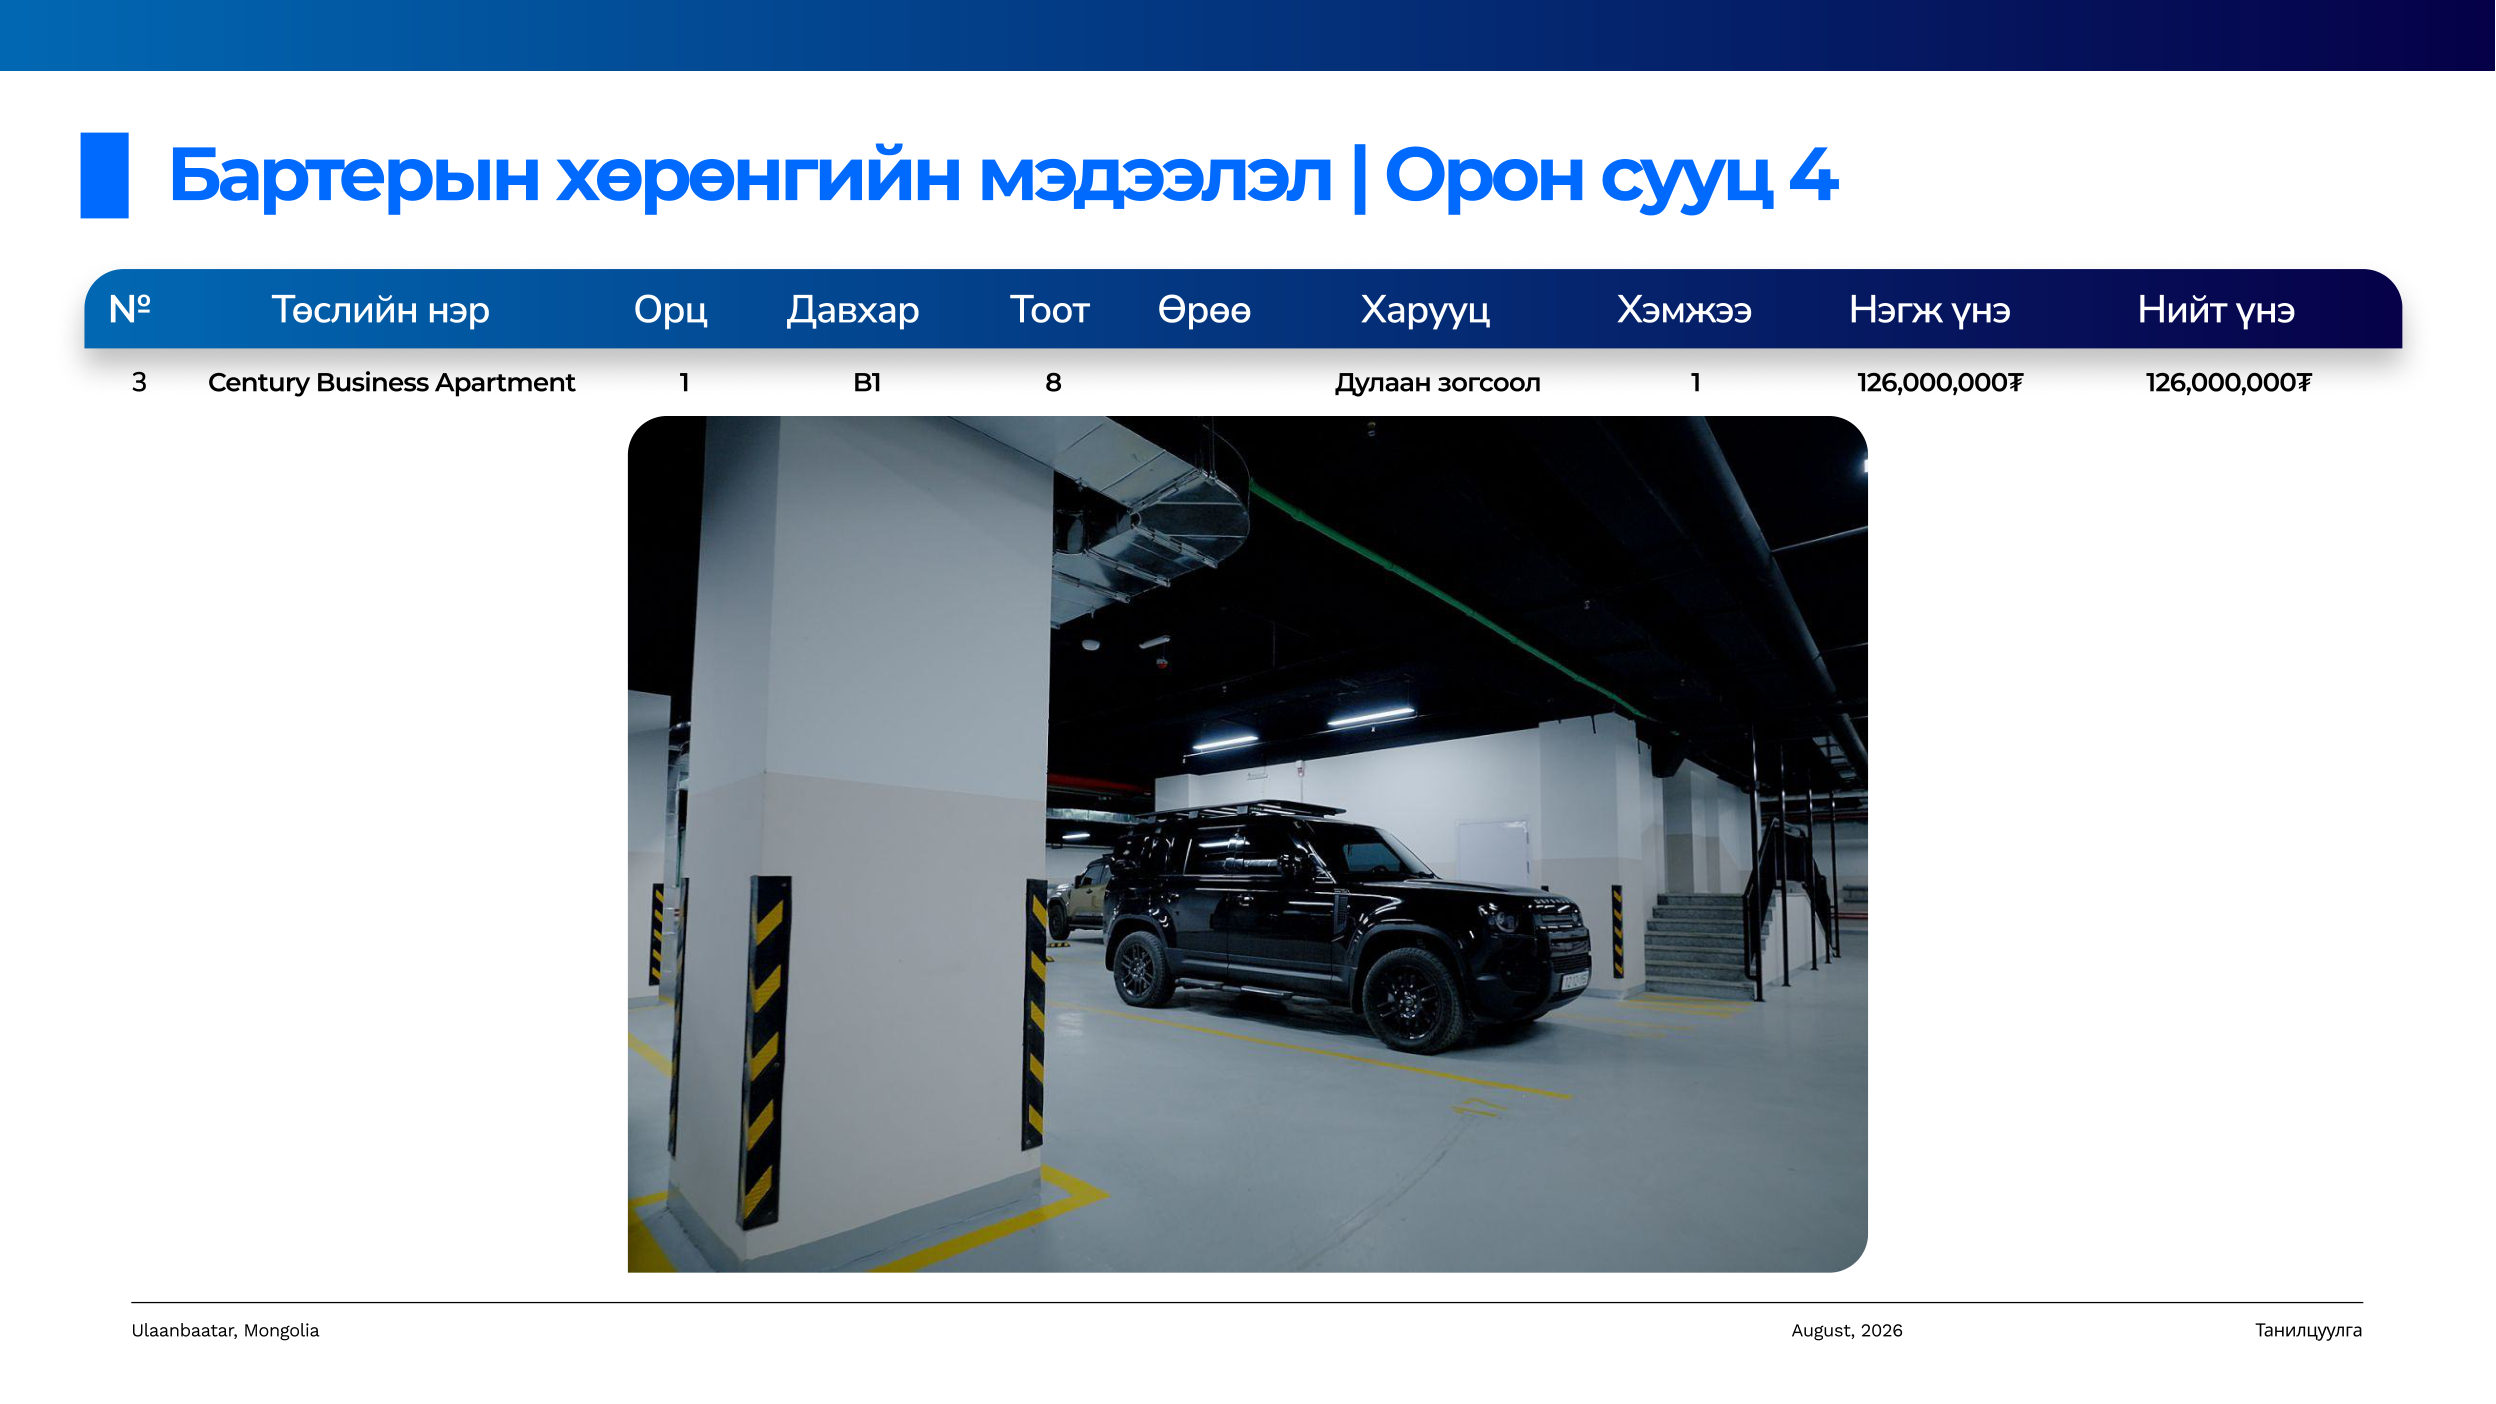 Бартерын хөрөнгийн мэдээлэл | Орон сууц 4
№ Төслийн нэр Орц Давхар Тоот Өрөө Харууц Хэмжээ Нэгж үнэ Нийт үнэ
3 Century Business Apartment 1 B1 8 Дулаан зогсоол 1 126,000,000₮ 126,000,000₮
17
Ulaanbaatar, Mongolia August, 2026 Танилцуулга